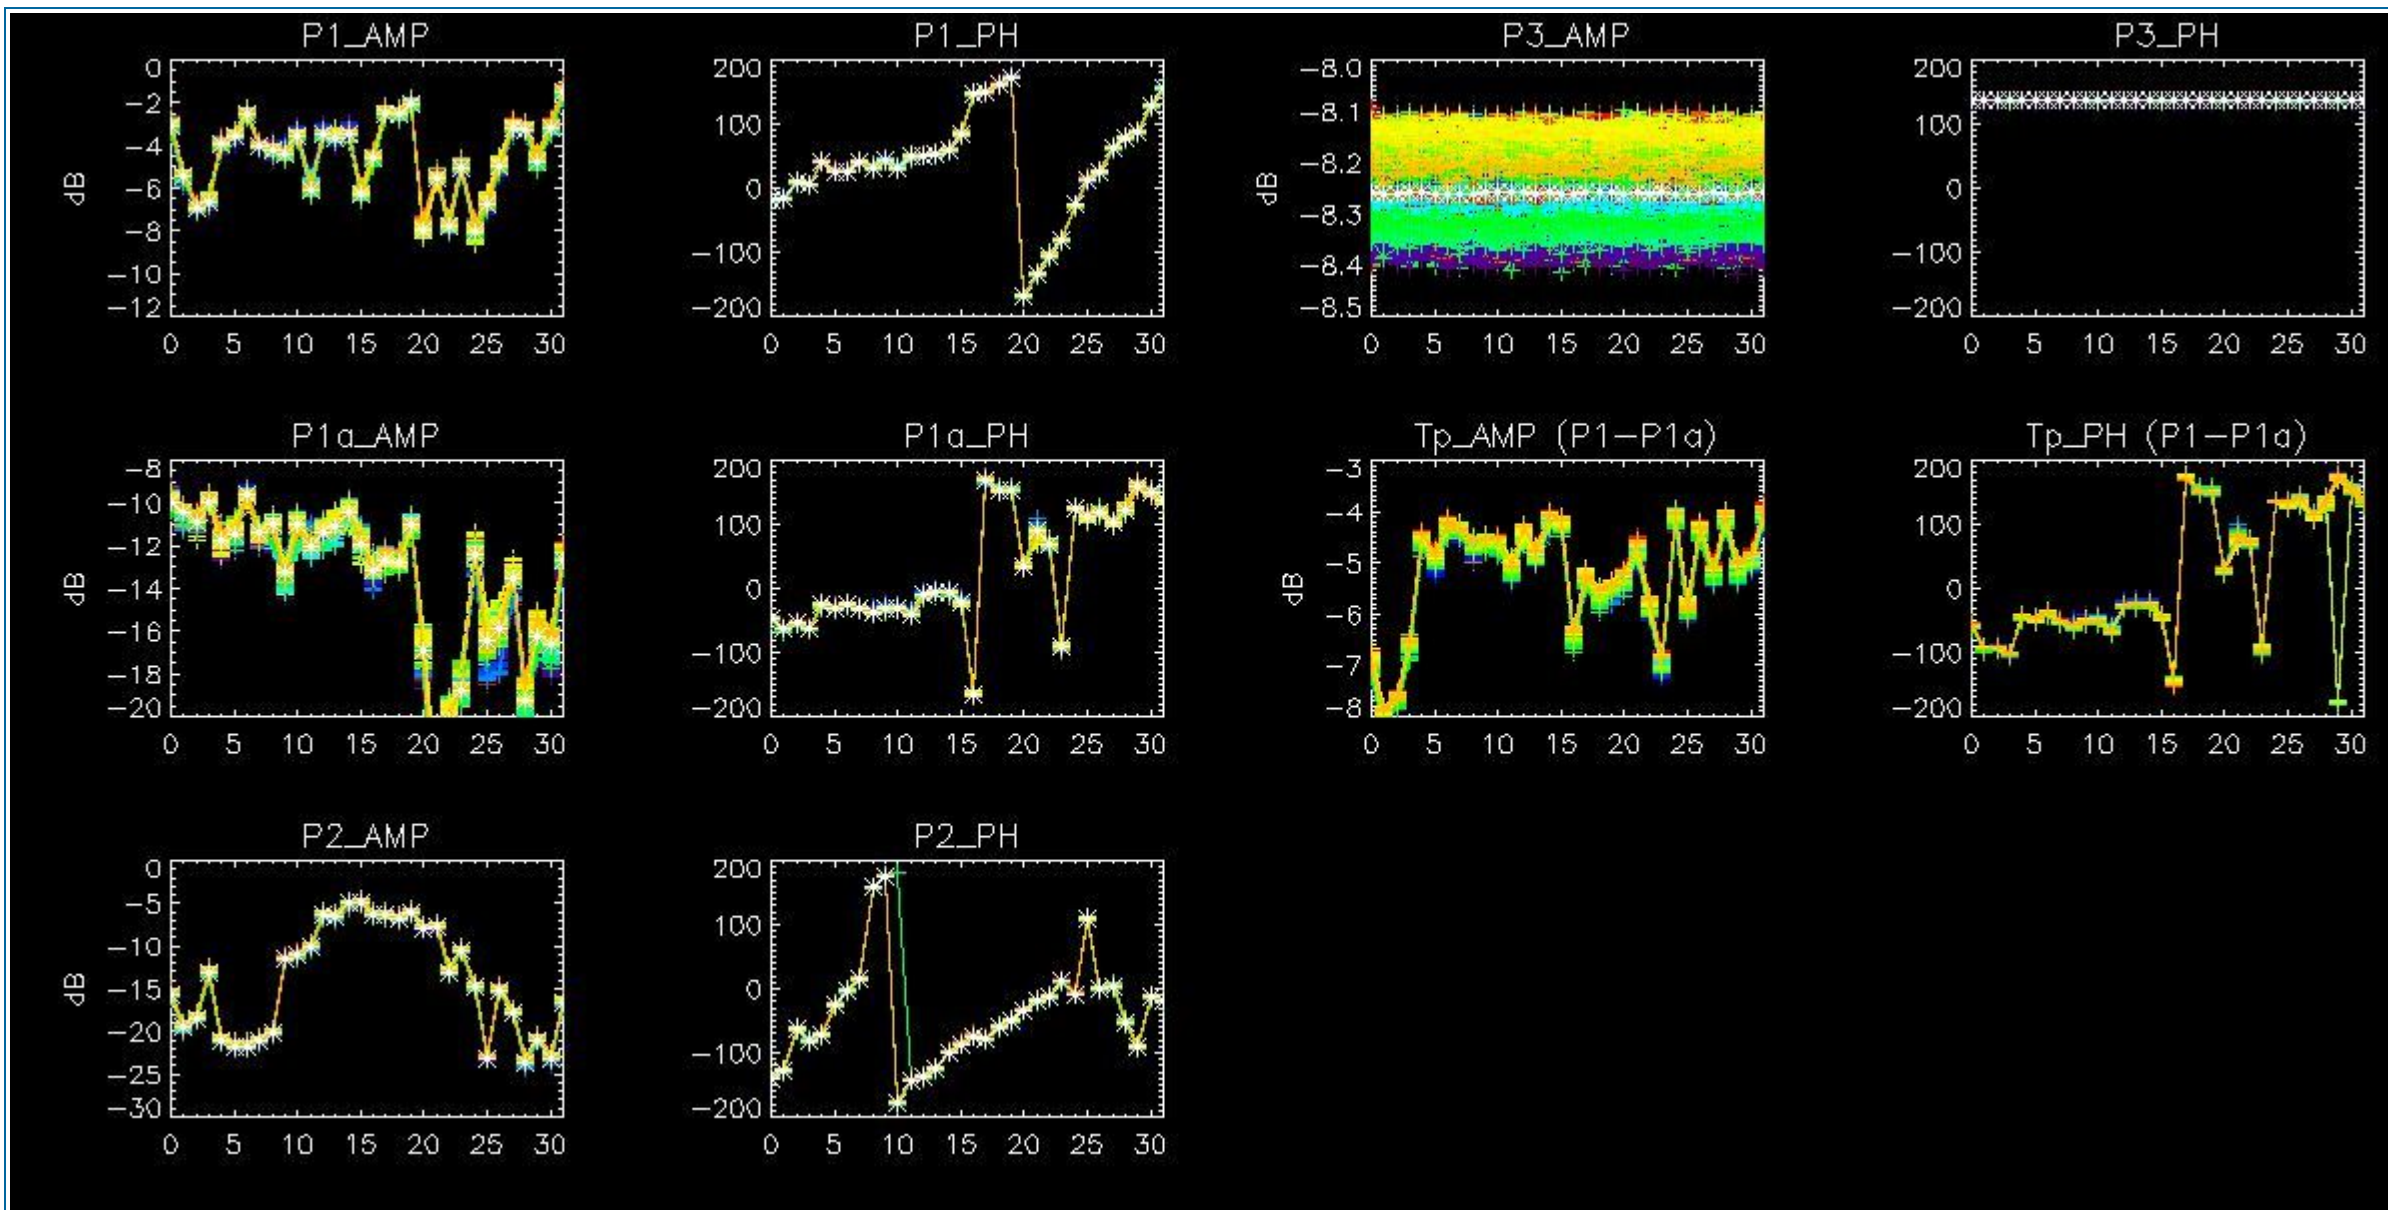 P1_AMP P1_PH P3_AMP P3_PH
0 200 -8.0 200
-2 -8.1
-4 100 -8.2 100
dB -6 0 dB 0
-8 -8.3
-10 -100 -8.4 -100
-12 -200 -8.5 -200
0 5 10 15 20 25 30 0 5 10 15 20 25 30 0 5 10 15 20 25 30 0 5 10 15 20 25 30
P1a_AMP P1a_PH Tp_AMP (P1-P1a) Tp_PH (P1-P1a)
-8 200 -3 200
-10 100 -4 100
-12 -5
dB -14 0 dB 0
-16 -100 -6 -100
-18 -7
-20 -200 -8 -200
0 5 10 15 20 25 30 0 5 10 15 20 25 30 0 5 10 15 20 25 30 0 5 10 15 20 25 30
P2_AMP P2_PH
0 200
-5 100
-10
dB -15 0
-20 -100
-25
-30 -200
0 5 10 15 20 25 30 0 5 10 15 20 25 30